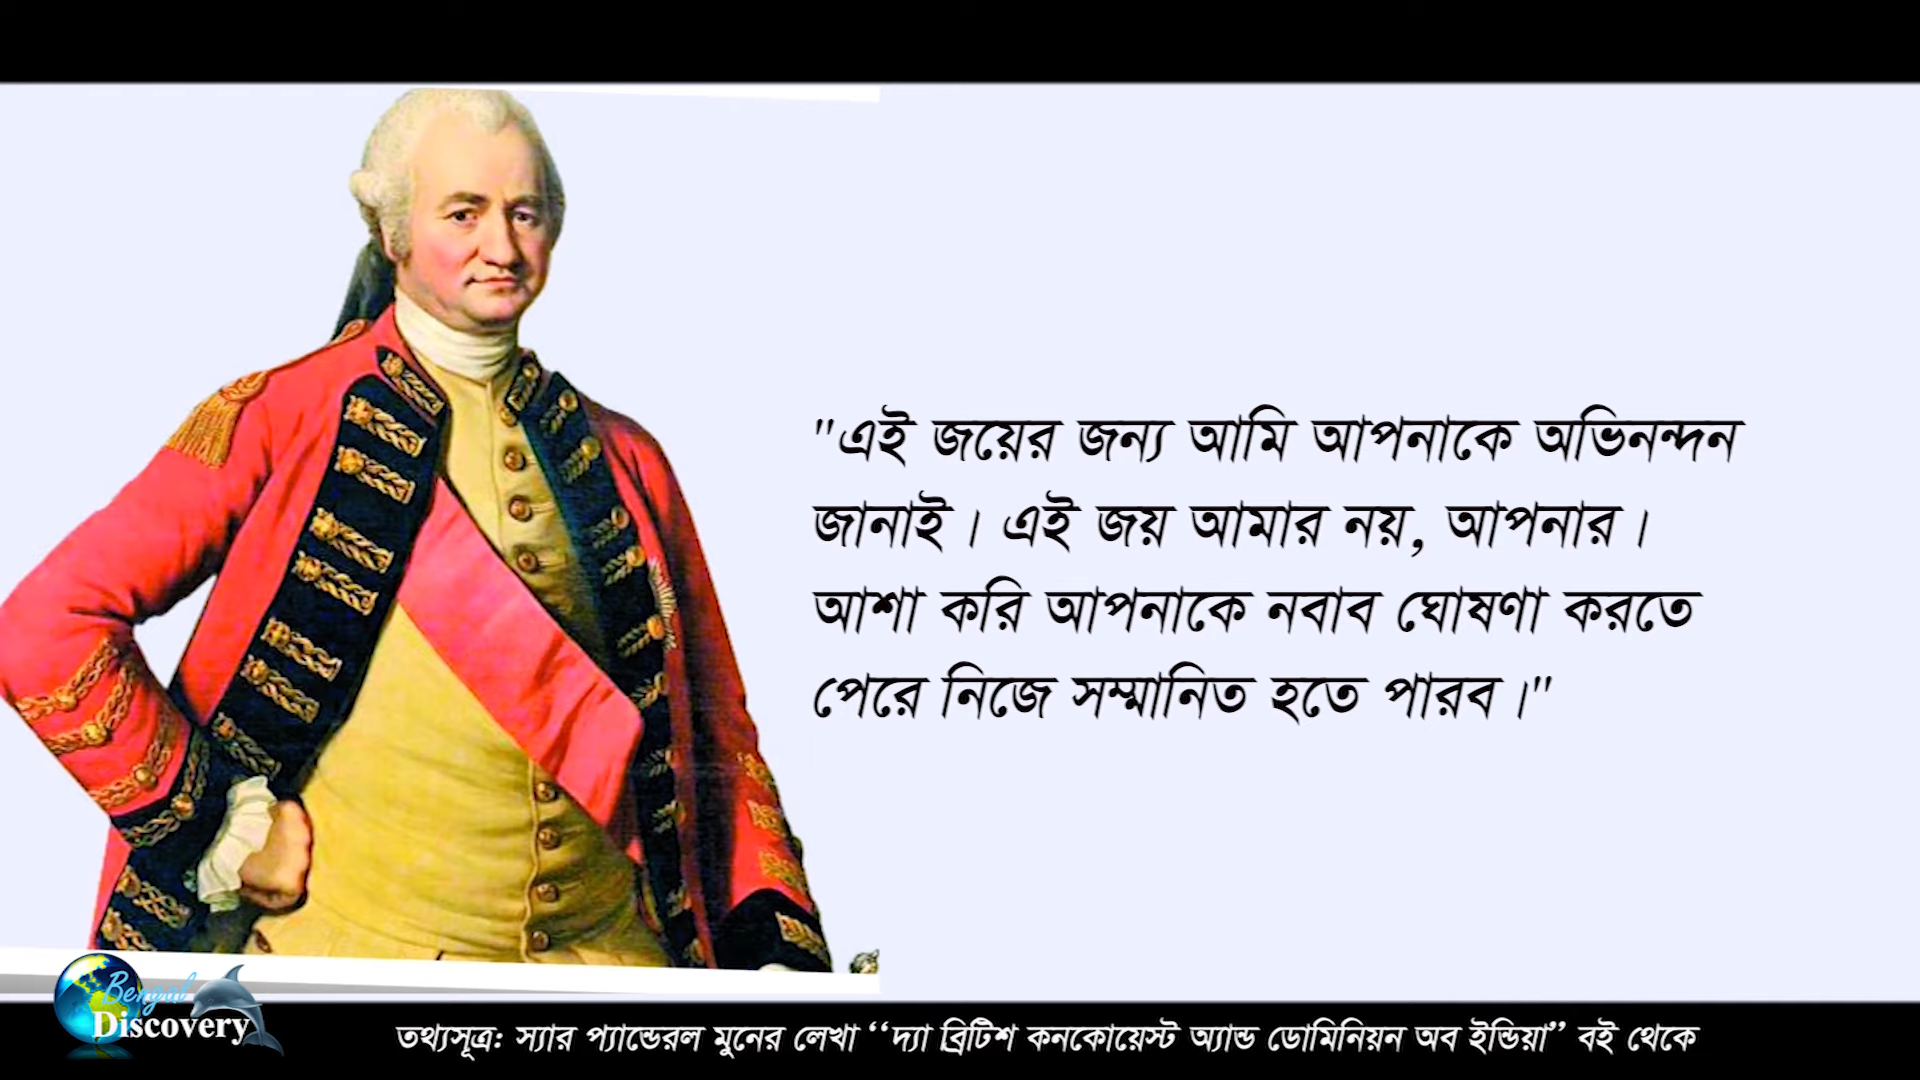 "এই জয়ের জন্য আমি আপনাকে অভিনন্দন
জানাই। এই জয় আমার নয়, আপনার।
আশা করি আপনাকে নবাব ঘোষণা করতে
পেরে নিজে সম্মানিত হতে পারব।"
Bengal
Discovery
তথ্যসূত্র: স্যার প্যান্ডেরল মুনের লেখা ‘‘দ্যা ব্রিটিশ কনকোয়েস্ট অ্যান্ড ডোমিনিয়ন অব ইন্ডিয়া’’ বই থেকে